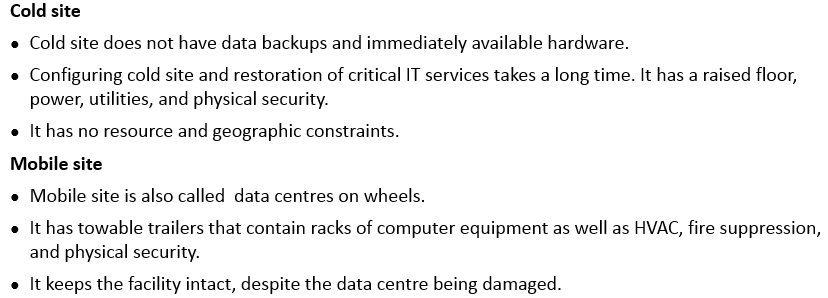 Cold site
• Cold site does not have data backups and immediately available hardware.
• Configuring cold site and restoration of critical IT services takes a long time. It has a raised floor,
power, utilities, and physical security.
• It has no resource and geographic constraints.
Mobile site
• Mobile site is also called  data centres on wheels.
• It has towable trailers that contain racks of computer equipment as well as HVAC, fire suppression,
and physical security.
• It keeps the facility intact, despite the data centre being damaged.